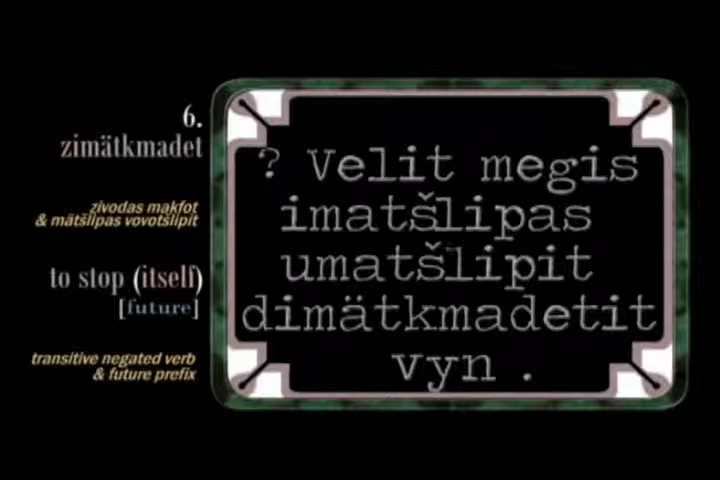 6.
zimätkmadet
zivodas makfot
& mätšlipas vovotšlipit
to stop (itself)
[future]
transitive negated verb
& future prefix
? Velit megis
imatšlipas
umatšlipit
dimätkmadetit
vyn .